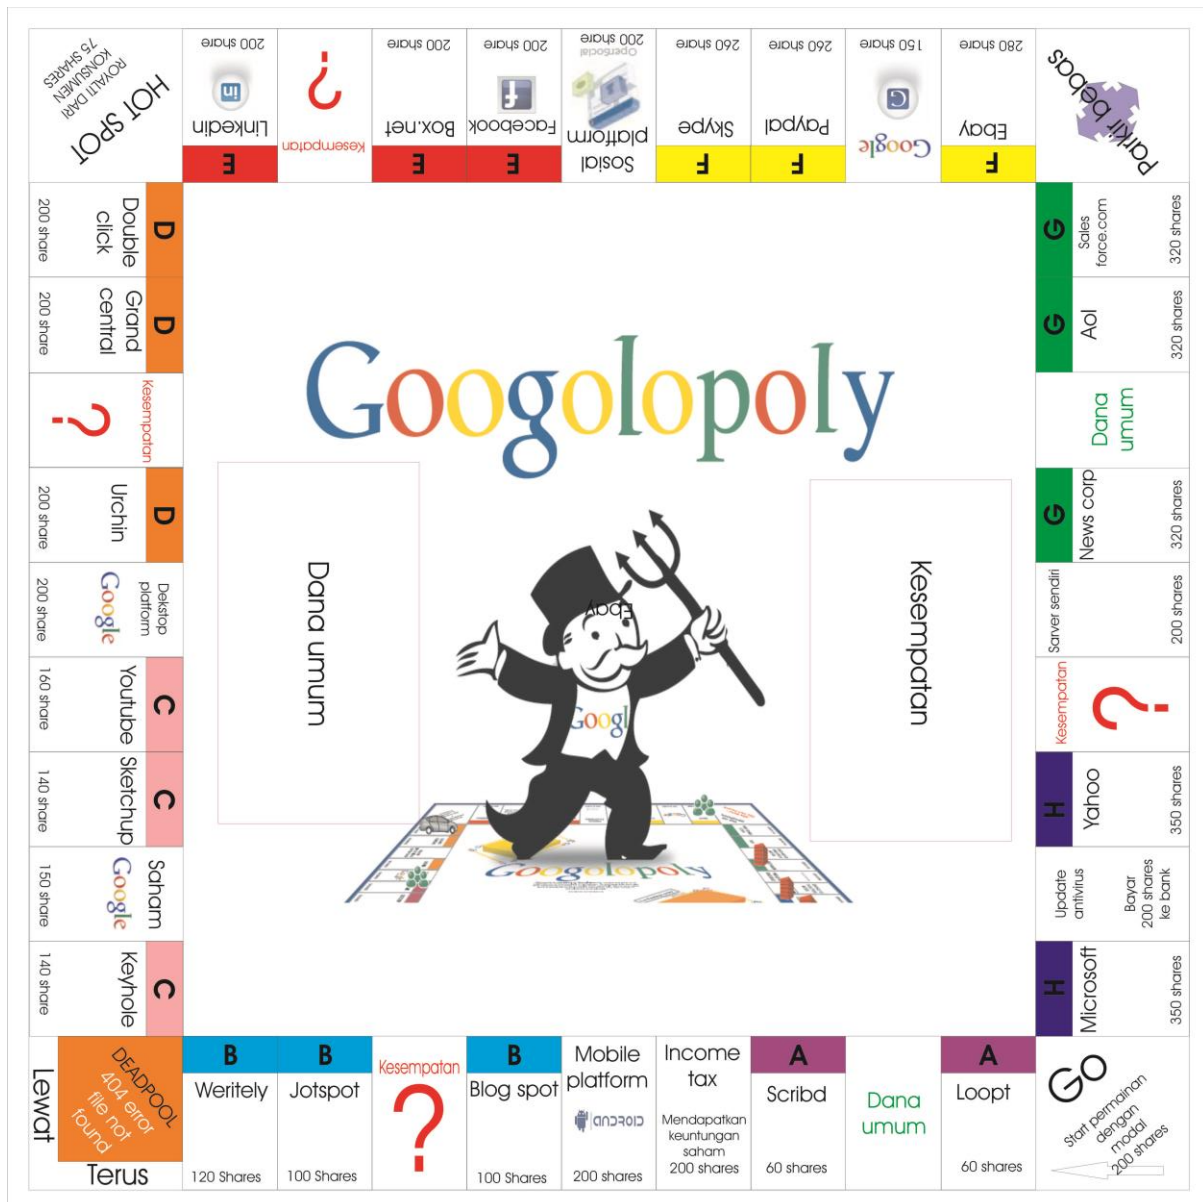 HOT SPOT
ROYALTI DARI
KONSUMEN
75 SHARES
200 share
in
Linkedin
E
?
Kesempatan
200 share
Box.net
E
200 share
f
Facebook
E
200 share
Opensocial
Sosial
platform
260 share
Skype
F
260 share
Paypal
F
150 share
G
Google
280 share
Ebay
F
Parkir bebas
D
Double
click
200 share
D
Grand
central
200 share
Kesempatan
?
D
Urchin
200 share
Dekstop
platform
Google
200 share
C
Youtube
160 share
C
Sketchup
140 share
Saham
Google
150 share
C
Keyhole
140 share
G
Sales
force.com
320 shares
G
Aol
320 shares
Dana
umum
G
News corp
320 shares
Sarver sendiri
200 shares
Kesempatan
?
H
Yahoo
350 shares
Update
antivirus
Bayar
200 shares
ke bank
H
Microsoft
350 shares
Googolopoly
Dana umum
Kesempatan
Ebay
Googl
Googolopoly
Lewat
DEADPOOL
404 error
file not
found
Terus
B
Weritely
120 Shares
B
Jotspot
100 Shares
Kesempatan
?
B
Blog spot
100 Shares
Mobile
platform
ANDROID
200 shares
Income
tax
Mendapatkan
keuntungan
saham
200 shares
A
Scribd
60 shares
Dana
umum
A
Loopt
60 shares
GO
Start permainan
dengan
modal
200 shares